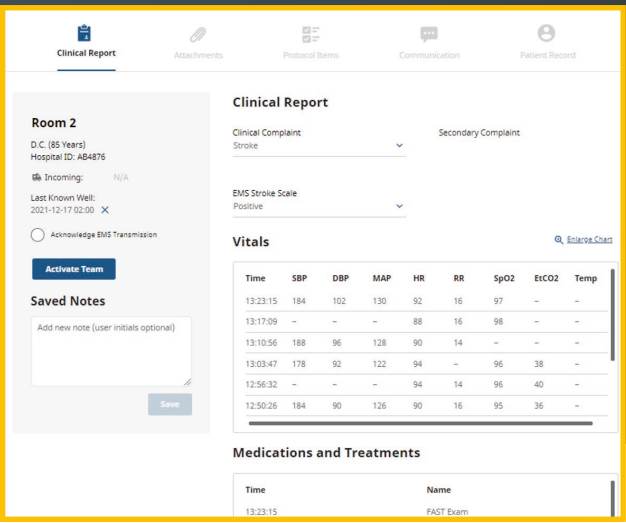 Clinical Report
Attachments
Protocol Items
Communication
Patient Record
Room 2
D.C. (85 Years)
Hospital ID: AB4876
Incoming: N/A
Last Known Well:
2021-12-17 02:00 X
Acknowledge EMS Transmission
Activate Team
Saved Notes
Add new note (user initials optional)
Save
Clinical Report
Clinical Complaint Secondary Complaint
Stroke
EMS Stroke Scale
Positive
Vitals Enlarge Chart
Time SBP DBP MAP HR RR SpO2 EtCO2 Temp
13:23:15 184 102 130 92 16 97 – –
13:17:09 – – – 88 16 98 – –
13:10:56 188 96 128 90 14 – – –
13:03:47 178 92 122 94 – 96 38 –
12:56:32 – – – 94 14 96 40 –
12:50:26 184 90 126 90 16 95 36 –
Medications and Treatments
Time Name
13:23:15 FAST Exam